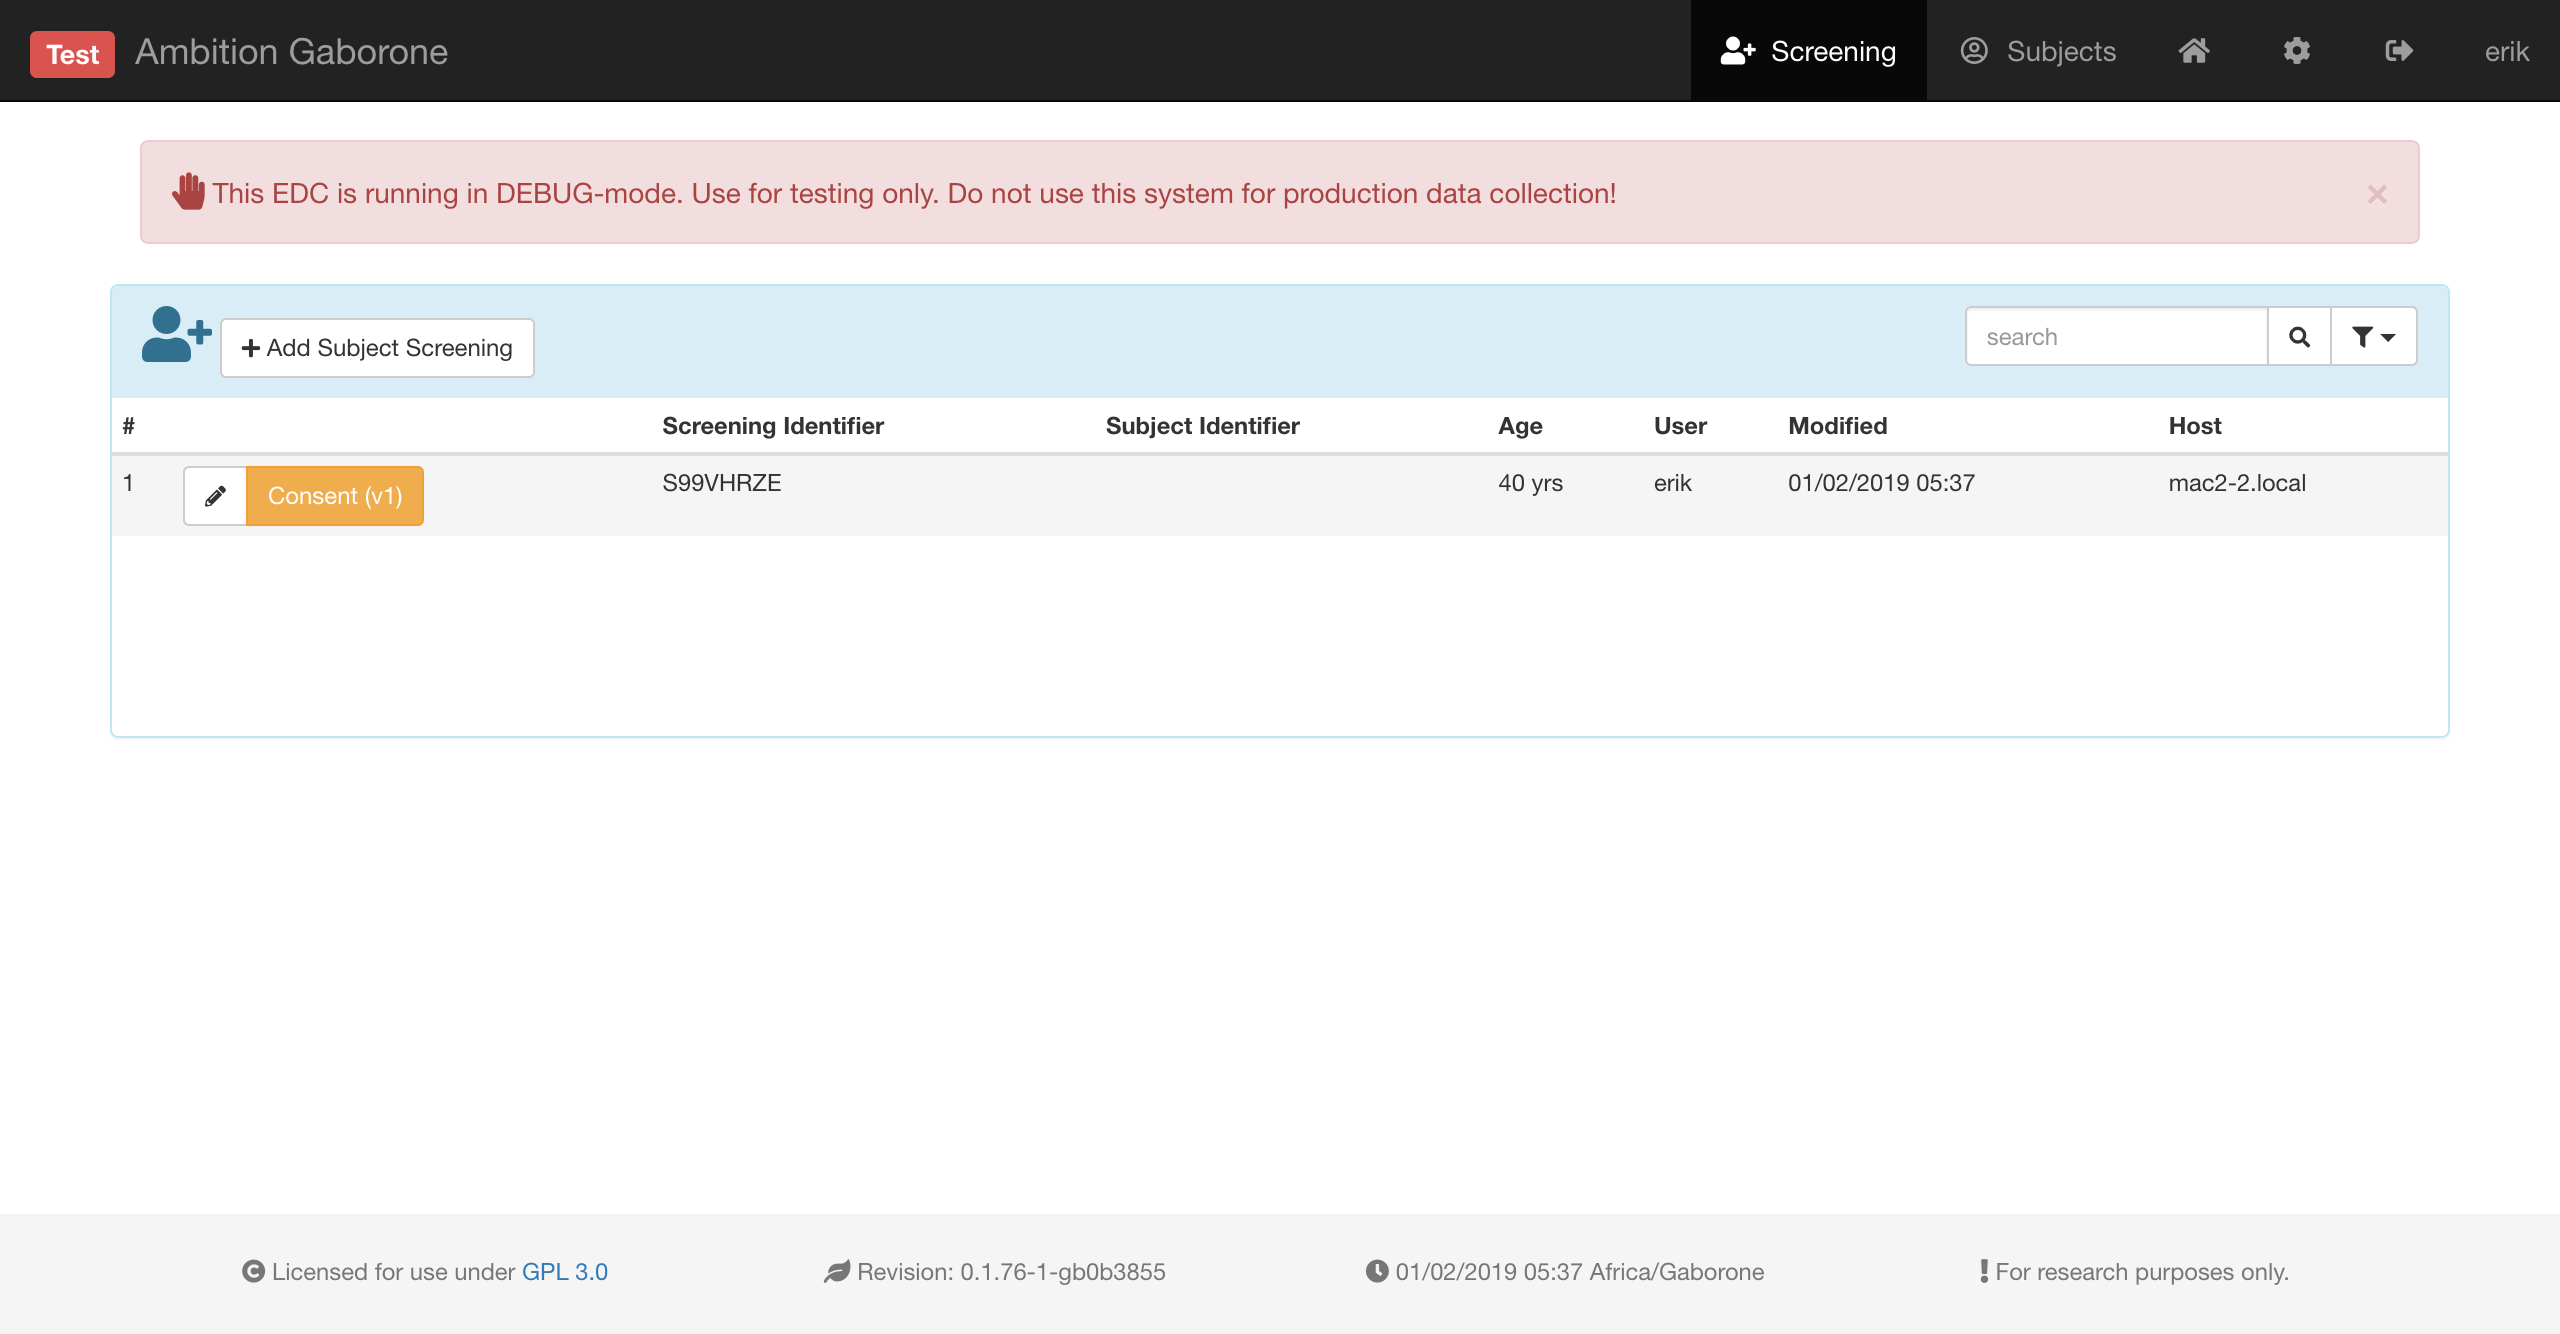 Test Ambition Gaborone Screening Subjects erik
This EDC is running in DEBUG-mode. Use for testing only. Do not use this system for production data collection! ×
+ Add Subject Screening search
# Screening Identifier Subject Identifier Age User Modified Host
1 Consent (v1) S99VHRZE 40 yrs erik 01/02/2019 05:37 mac2-2.local
Licensed for use under GPL 3.0 Revision: 0.1.76-1-gb0b3855 01/02/2019 05:37 Africa/Gaborone For research purposes only.